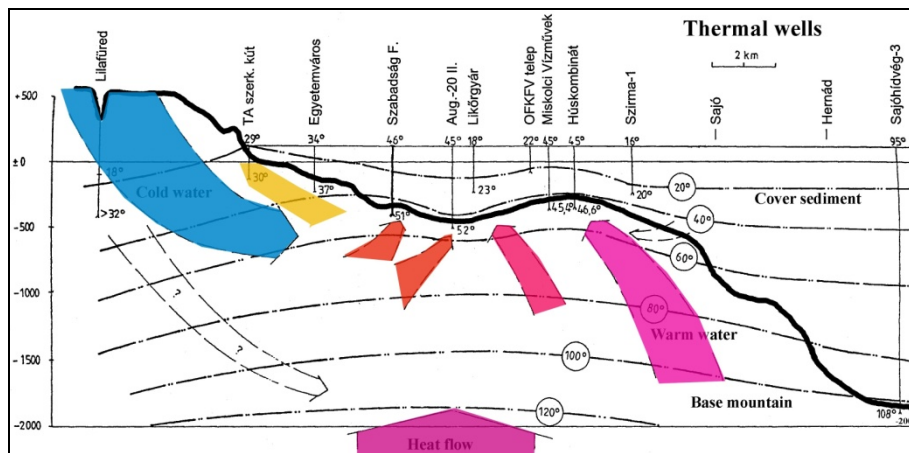 Thermal wells
2 km
Lilafüred
TA szerk. kút
Egyetemváros
Szabadság F.
Aug.-20 II.
Likőrgyár
OFKFV telep
Miskolci Vízművek
Húskombinát
Szirma-1
Sajó
Hernád
Sajóhídvég-3
+500
29°
34°
46°
45°
18°
22°
45°
45°
16°
95°
±0
18°
Cold water
30°
37°
23°
20°
20°
Cover sediment
>32°
51°
52°
45,4°
46,6°
40°
-500
60°
-1000
?
80°
Warm water
-1500
?
100°
Base mountain
120°
108°
-2000
-200
Heat flow